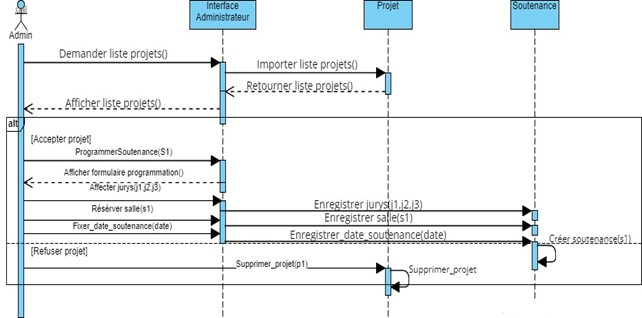 Interface
Administrateur
Projet
Soutenance
Admin
Demander liste projets()
Importer liste projets()
Retourner liste projets()
Afficher liste projets()
alt
[Accepter projet]
ProgrammerSoutenance(S1)
Afficher formulaire programmation()
Affecter jurys(j1,j2,j3)
Enregistrer jurys(j1,j2,j3)
Résérver salle(s1)
Enregistrer salle(s1)
Fixer_date_soutenance(date)
Enregistrer_date_soutenance(date)
Créer soutenance(s1)
[Refuser projet]
Supprimer_projet(p1)
Supprimer_projet